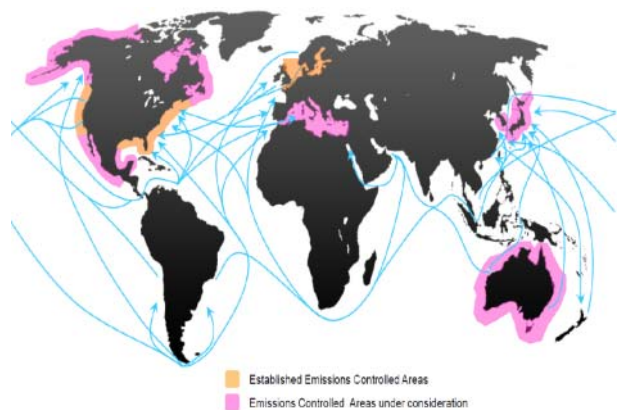 Established Emissions Controlled Areas
Emissions Controlled Areas under consideration